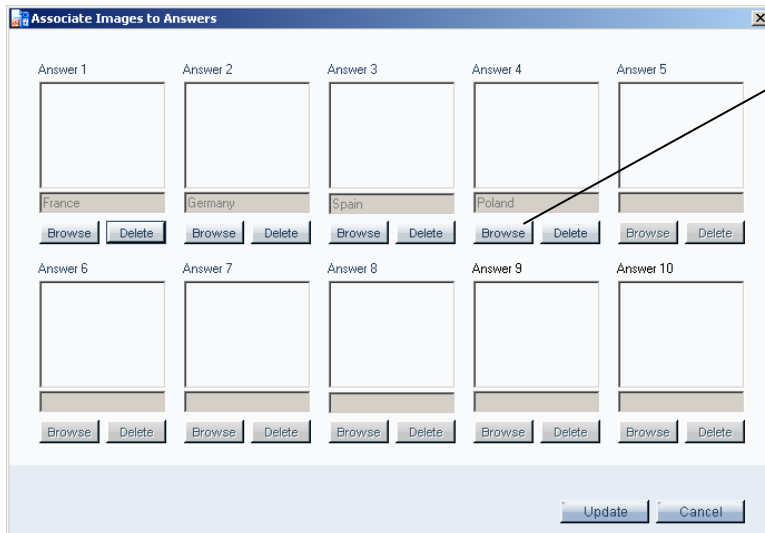 Associate Images to Answers
Answer 1 Answer 2 Answer 3 Answer 4 Answer 5
France Germany Spain Poland
Browse Delete Browse Delete Browse Delete Browse Delete Browse Delete
Answer 6 Answer 7 Answer 8 Answer 9 Answer 10
Browse Delete Browse Delete Browse Delete Browse Delete Browse Delete
Update Cancel